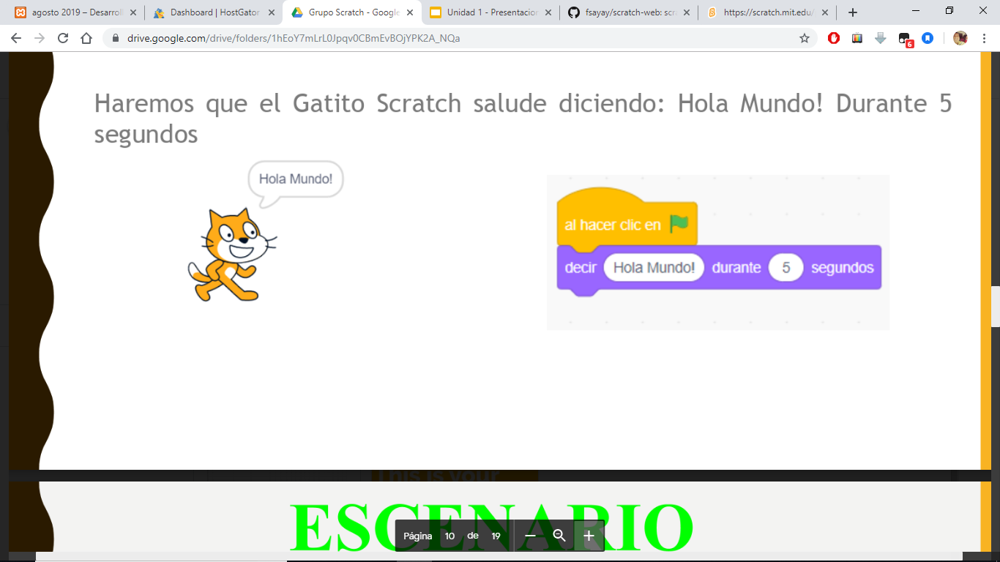 agosto 2019 – Desarroll
Dashboard | HostGator
Grupo Scratch - Google
Unidad 1 - Presentacion
fsayay/scratch-web: scra
https://scratch.mit.edu/
drive.google.com/drive/folders/1hEoY7mLrL0Jpqv0CBmEvBOjYPK2A_NQa
6
Haremos que el Gatito Scratch salude diciendo: Hola Mundo! Durante 5
segundos
Hola Mundo!
al hacer clic en
decir Hola Mundo! durante 5 segundos
This is your
ESCENARIO
Página 10 de 19